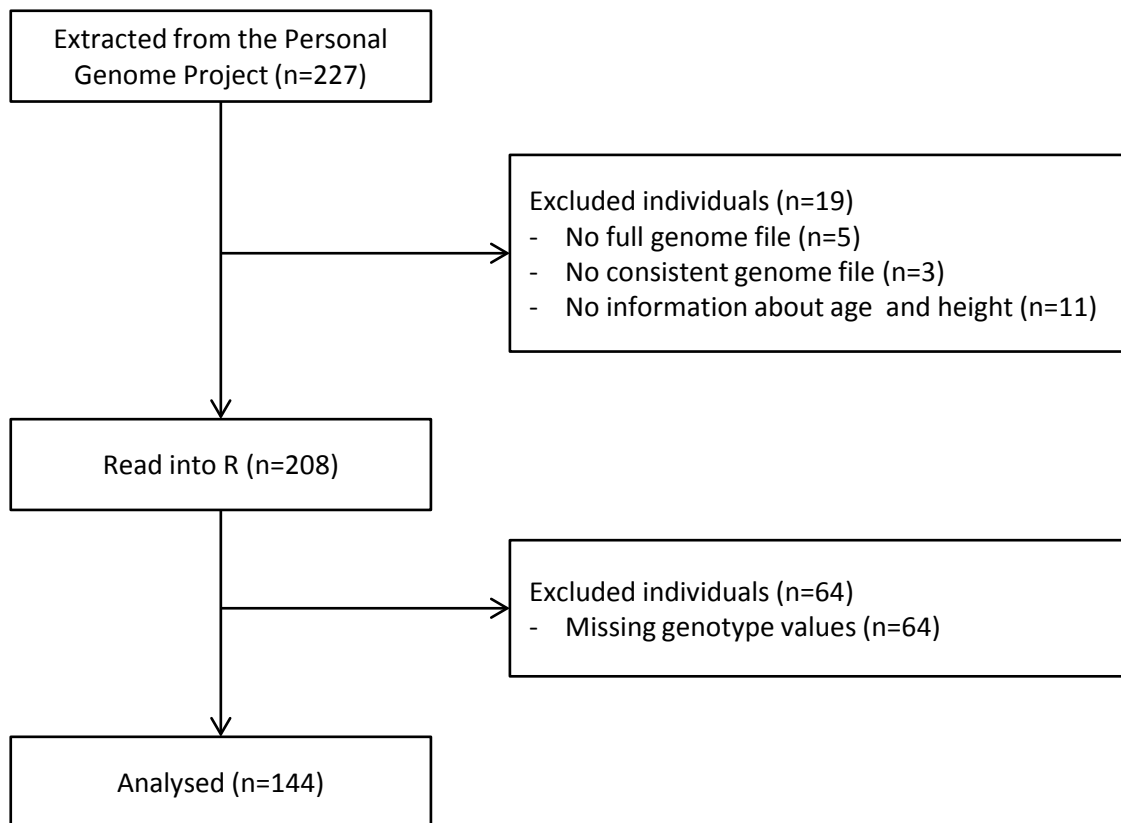 Extracted from the Personal
Genome Project (n=227)
Excluded individuals (n=19)
- No full genome file (n=5)
- No consistent genome file (n=3)
- No information about age  and height (n=11)
Read into R (n=208)
Excluded individuals (n=64)
- Missing genotype values (n=64)
Analysed (n=144)